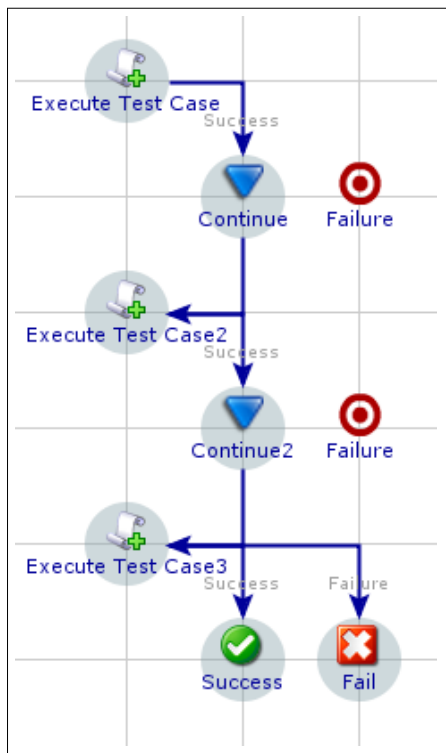 Execute Test Case
Success
Continue
Failure
Execute Test Case2
Success
Continue2
Failure
Execute Test Case3
Success
Failure
Success
Fail